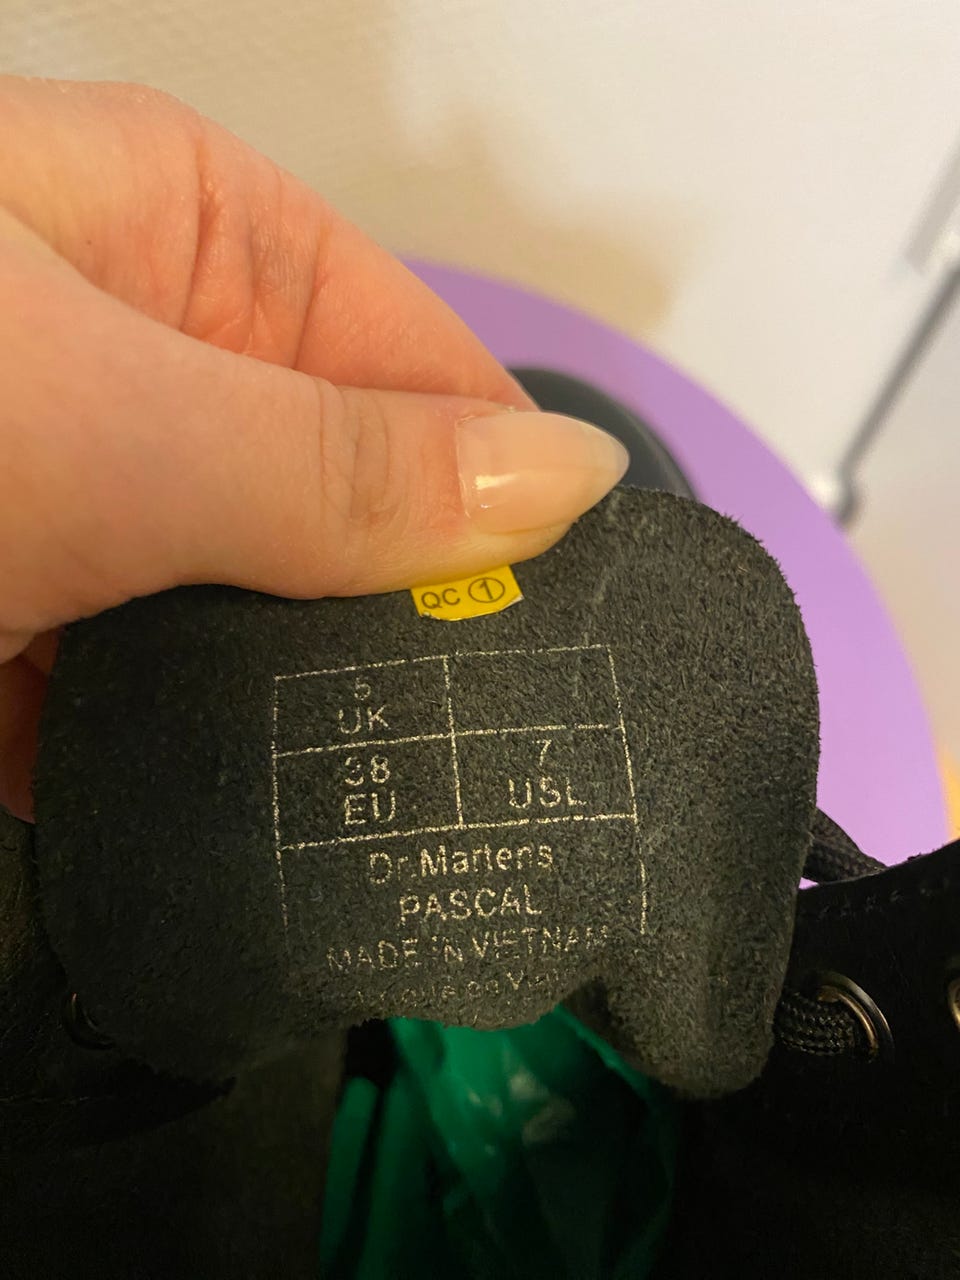 QC 1
5
UK
38
EU
7
USL
Dr.Martens
PASCAL
MADE IN VIETNAM